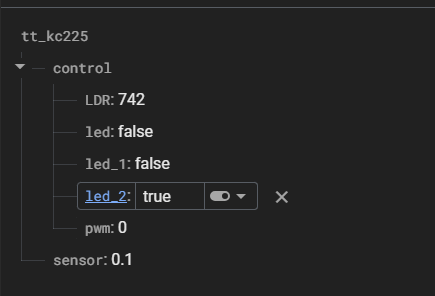 tt_kc225
control
LDR: 742
led: false
led_1: false
led_2: true
pwm: 0
sensor: 0.1